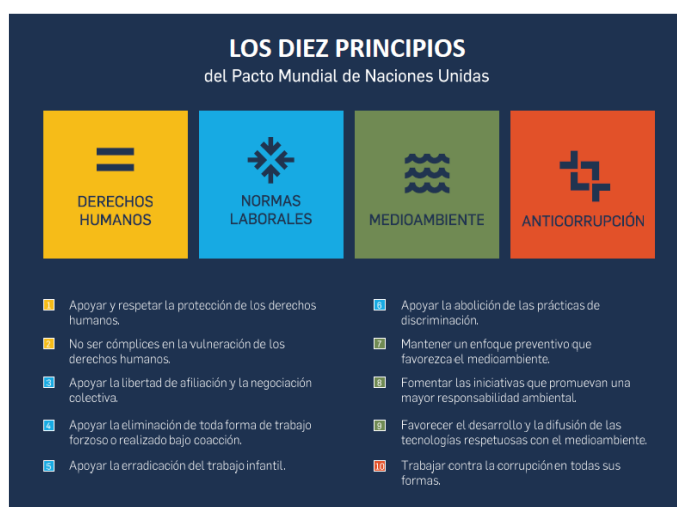 LOS DIEZ PRINCIPIOS
del Pacto Mundial de Naciones Unidas
DERECHOS
HUMANOS
NORMAS
LABORALES
MEDIOAMBIENTE
ANTICORRUPCIÓN
1 Apoyar y respetar la protección de los derechos
humanos.
2 No ser cómplices en la vulneración de los
derechos humanos.
3 Apoyar la libertad de afiliación y la negociación
colectiva.
4 Apoyar la eliminación de toda forma de trabajo
forzoso o realizado bajo coacción.
5 Apoyar la erradicación del trabajo infantil.
6 Apoyar la abolición de las prácticas de
discriminación.
7 Mantener un enfoque preventivo que
favorezca el medioambiente.
8 Fomentar las iniciativas que promuevan una
mayor responsabilidad ambiental.
9 Favorecer el desarrollo y la difusión de las
tecnologías respetuosas con el medioambiente.
10 Trabajar contra la corrupción en todas sus
formas.